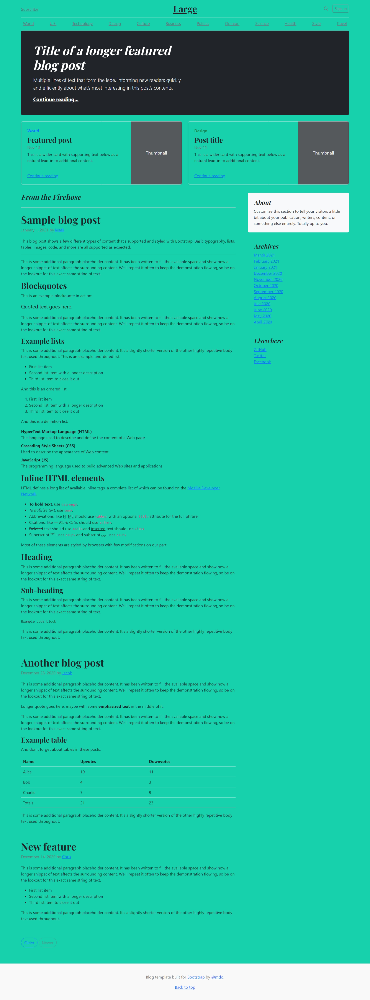 Subscribe
Large
Sign up
World U.S. Technology Design Culture Business Politics Opinion Science Health Style Travel
Title of a longer featured
blog post
Multiple lines of text that form the lede, informing new readers quickly
and efficiently about what's most interesting in this post's contents.
Continue reading...
World
Featured post
Nov 12
This is a wider card with supporting text below as a
natural lead-in to additional content.
Continue reading
Thumbnail
Design
Post title
Nov 11
This is a wider card with supporting text below as a
natural lead-in to additional content.
Continue reading
Thumbnail
From the Firehose
Sample blog post
January 1, 2021 by Mark
This blog post shows a few different types of content that's supported and styled with Bootstrap. Basic typography, lists,
tables, images, code, and more are all supported as expected.
This is some additional paragraph placeholder content. It has been written to fill the available space and show how a
longer snippet of text affects the surrounding content. We'll repeat it often to keep the demonstration flowing, so be on
the lookout for this exact same string of text.
Blockquotes
This is an example blockquote in action:
Quoted text goes here.
This is some additional paragraph placeholder content. It has been written to fill the available space and show how a
longer snippet of text affects the surrounding content. We'll repeat it often to keep the demonstration flowing, so be on
the lookout for this exact same string of text.
Example lists
This is some additional paragraph placeholder content. It's a slightly shorter version of the other highly repetitive body
text used throughout. This is an example unordered list:
• First list item
• Second list item with a longer description
• Third list item to close it out
And this is an ordered list:
1. First list item
2. Second list item with a longer description
3. Third list item to close it out
And this is a definition list:
HyperText Markup Language (HTML)
The language used to describe and define the content of a Web page
Cascading Style Sheets (CSS)
Used to describe the appearance of Web content
JavaScript (JS)
The programming language used to build advanced Web sites and applications
Inline HTML elements
HTML defines a long list of available inline tags, a complete list of which can be found on the Mozilla Developer
Network.
• To bold text, use <strong>.
• To italicize text, use <em>.
• Abbreviations, like HTML should use <abbr>, with an optional title attribute for the full phrase.
• Citations, like — Mark Otto, should use <cite>.
• Deleted text should use <del> and inserted text should use <ins>.
• Superscript text uses <sup> and subscript text uses <sub>.
Most of these elements are styled by browsers with few modifications on our part.
Heading
This is some additional paragraph placeholder content. It has been written to fill the available space and show how a
longer snippet of text affects the surrounding content. We'll repeat it often to keep the demonstration flowing, so be on
the lookout for this exact same string of text.
Sub-heading
This is some additional paragraph placeholder content. It has been written to fill the available space and show how a
longer snippet of text affects the surrounding content. We'll repeat it often to keep the demonstration flowing, so be on
the lookout for this exact same string of text.
Example code block
This is some additional paragraph placeholder content. It's a slightly shorter version of the other highly repetitive body
text used throughout.
Another blog post
December 23, 2020 by Jacob
This is some additional paragraph placeholder content. It has been written to fill the available space and show how a
longer snippet of text affects the surrounding content. We'll repeat it often to keep the demonstration flowing, so be on
the lookout for this exact same string of text.
Longer quote goes here, maybe with some emphasized text in the middle of it.
This is some additional paragraph placeholder content. It has been written to fill the available space and show how a
longer snippet of text affects the surrounding content. We'll repeat it often to keep the demonstration flowing, so be on
the lookout for this exact same string of text.
Example table
And don't forget about tables in these posts:
Name Upvotes Downvotes
Alice 10 11
Bob 4 3
Charlie 7 9
Totals 21 23
This is some additional paragraph placeholder content. It's a slightly shorter version of the other highly repetitive body
text used throughout.
New feature
December 14, 2020 by Chris
This is some additional paragraph placeholder content. It has been written to fill the available space and show how a
longer snippet of text affects the surrounding content. We'll repeat it often to keep the demonstration flowing, so be on
the lookout for this exact same string of text.
• First list item
• Second list item with a longer description
• Third list item to close it out
This is some additional paragraph placeholder content. It's a slightly shorter version of the other highly repetitive body
text used throughout.
Older Newer
About
Customize this section to tell your visitors a little
bit about your publication, writers, content, or
something else entirely. Totally up to you.
Archives
March 2021
February 2021
January 2021
December 2020
November 2020
October 2020
September 2020
August 2020
July 2020
June 2020
May 2020
April 2020
Elsewhere
GitHub
Twitter
Facebook
Blog template built for Bootstrap by @mdo.
Back to top